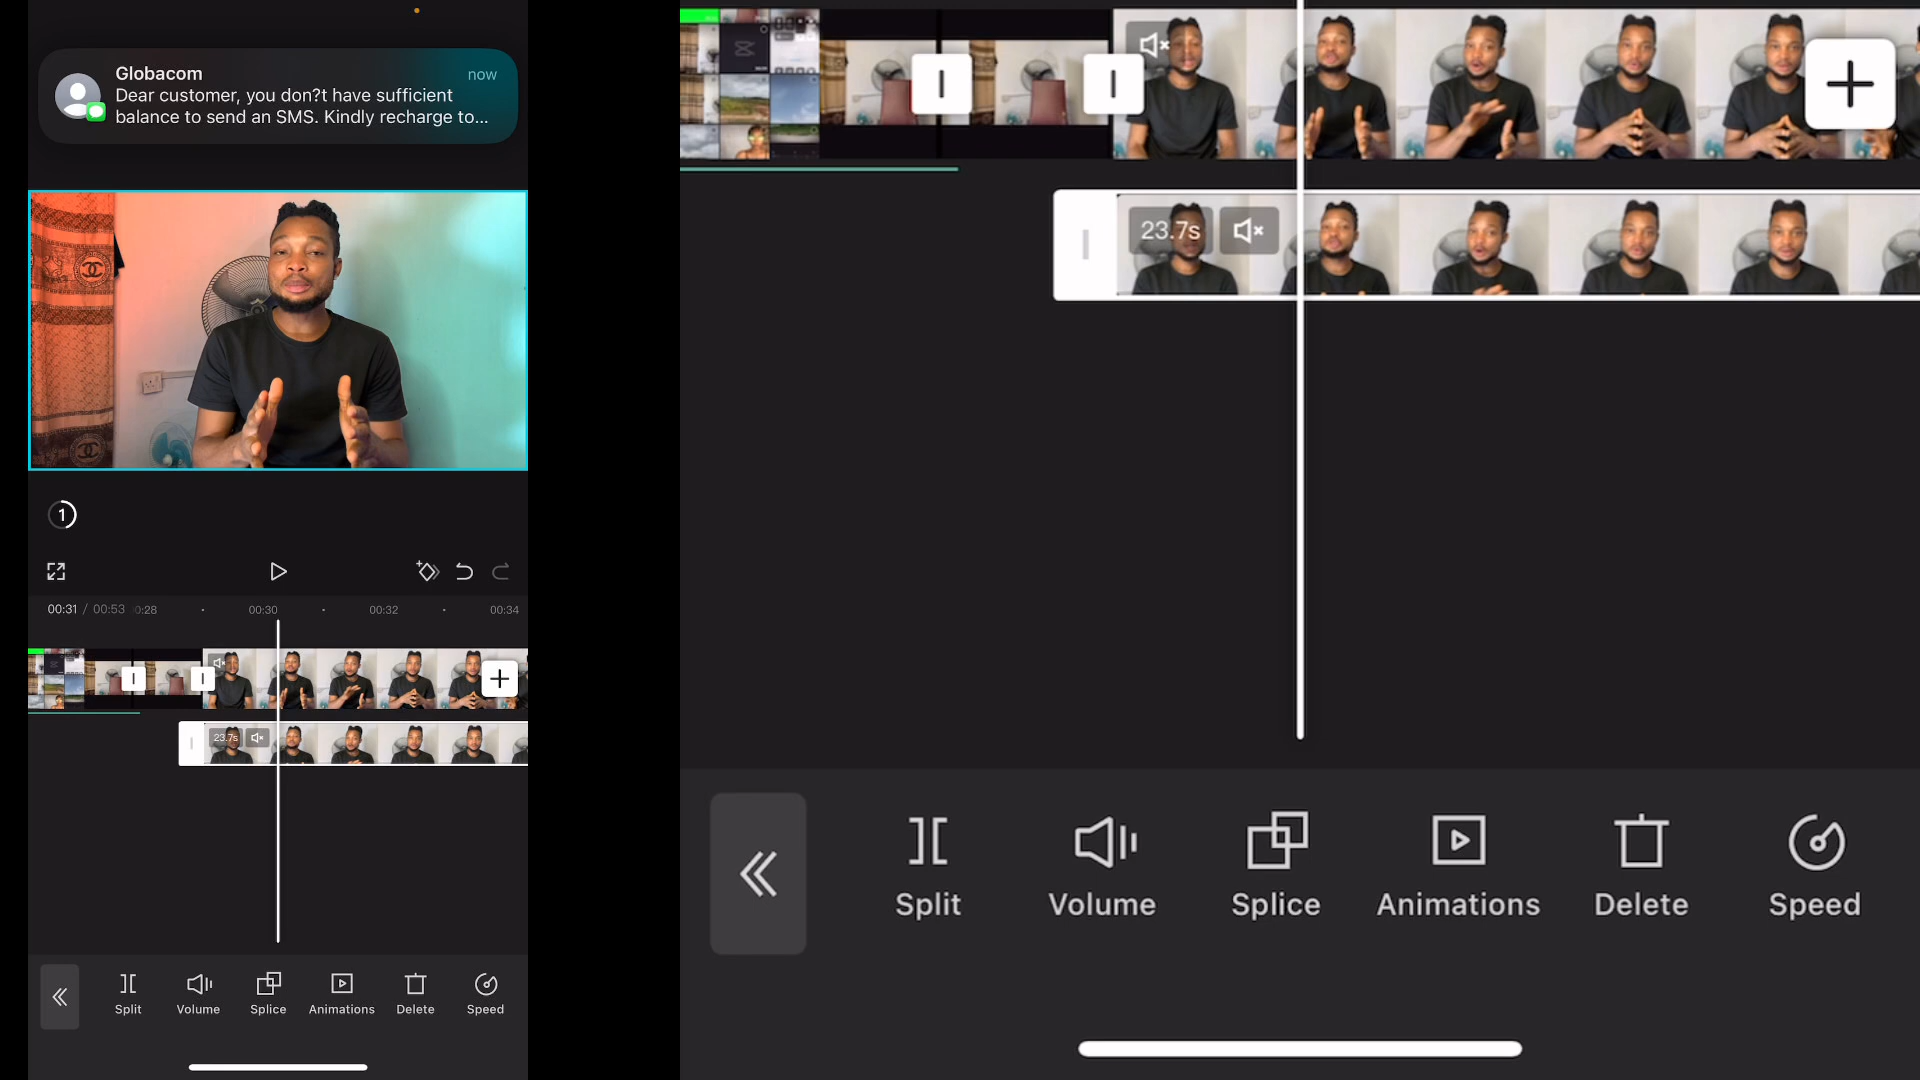 Globacom
now
Dear customer, you don?t have sufficient
balance to send an SMS. Kindly recharge to...
1
00:31 / 00:53
0:28
00:30
00:32
00:34
23.7s
Split
Volume
Splice
Animations
Delete
Speed
23.7s
Split
Volume
Splice
Animations
Delete
Speed